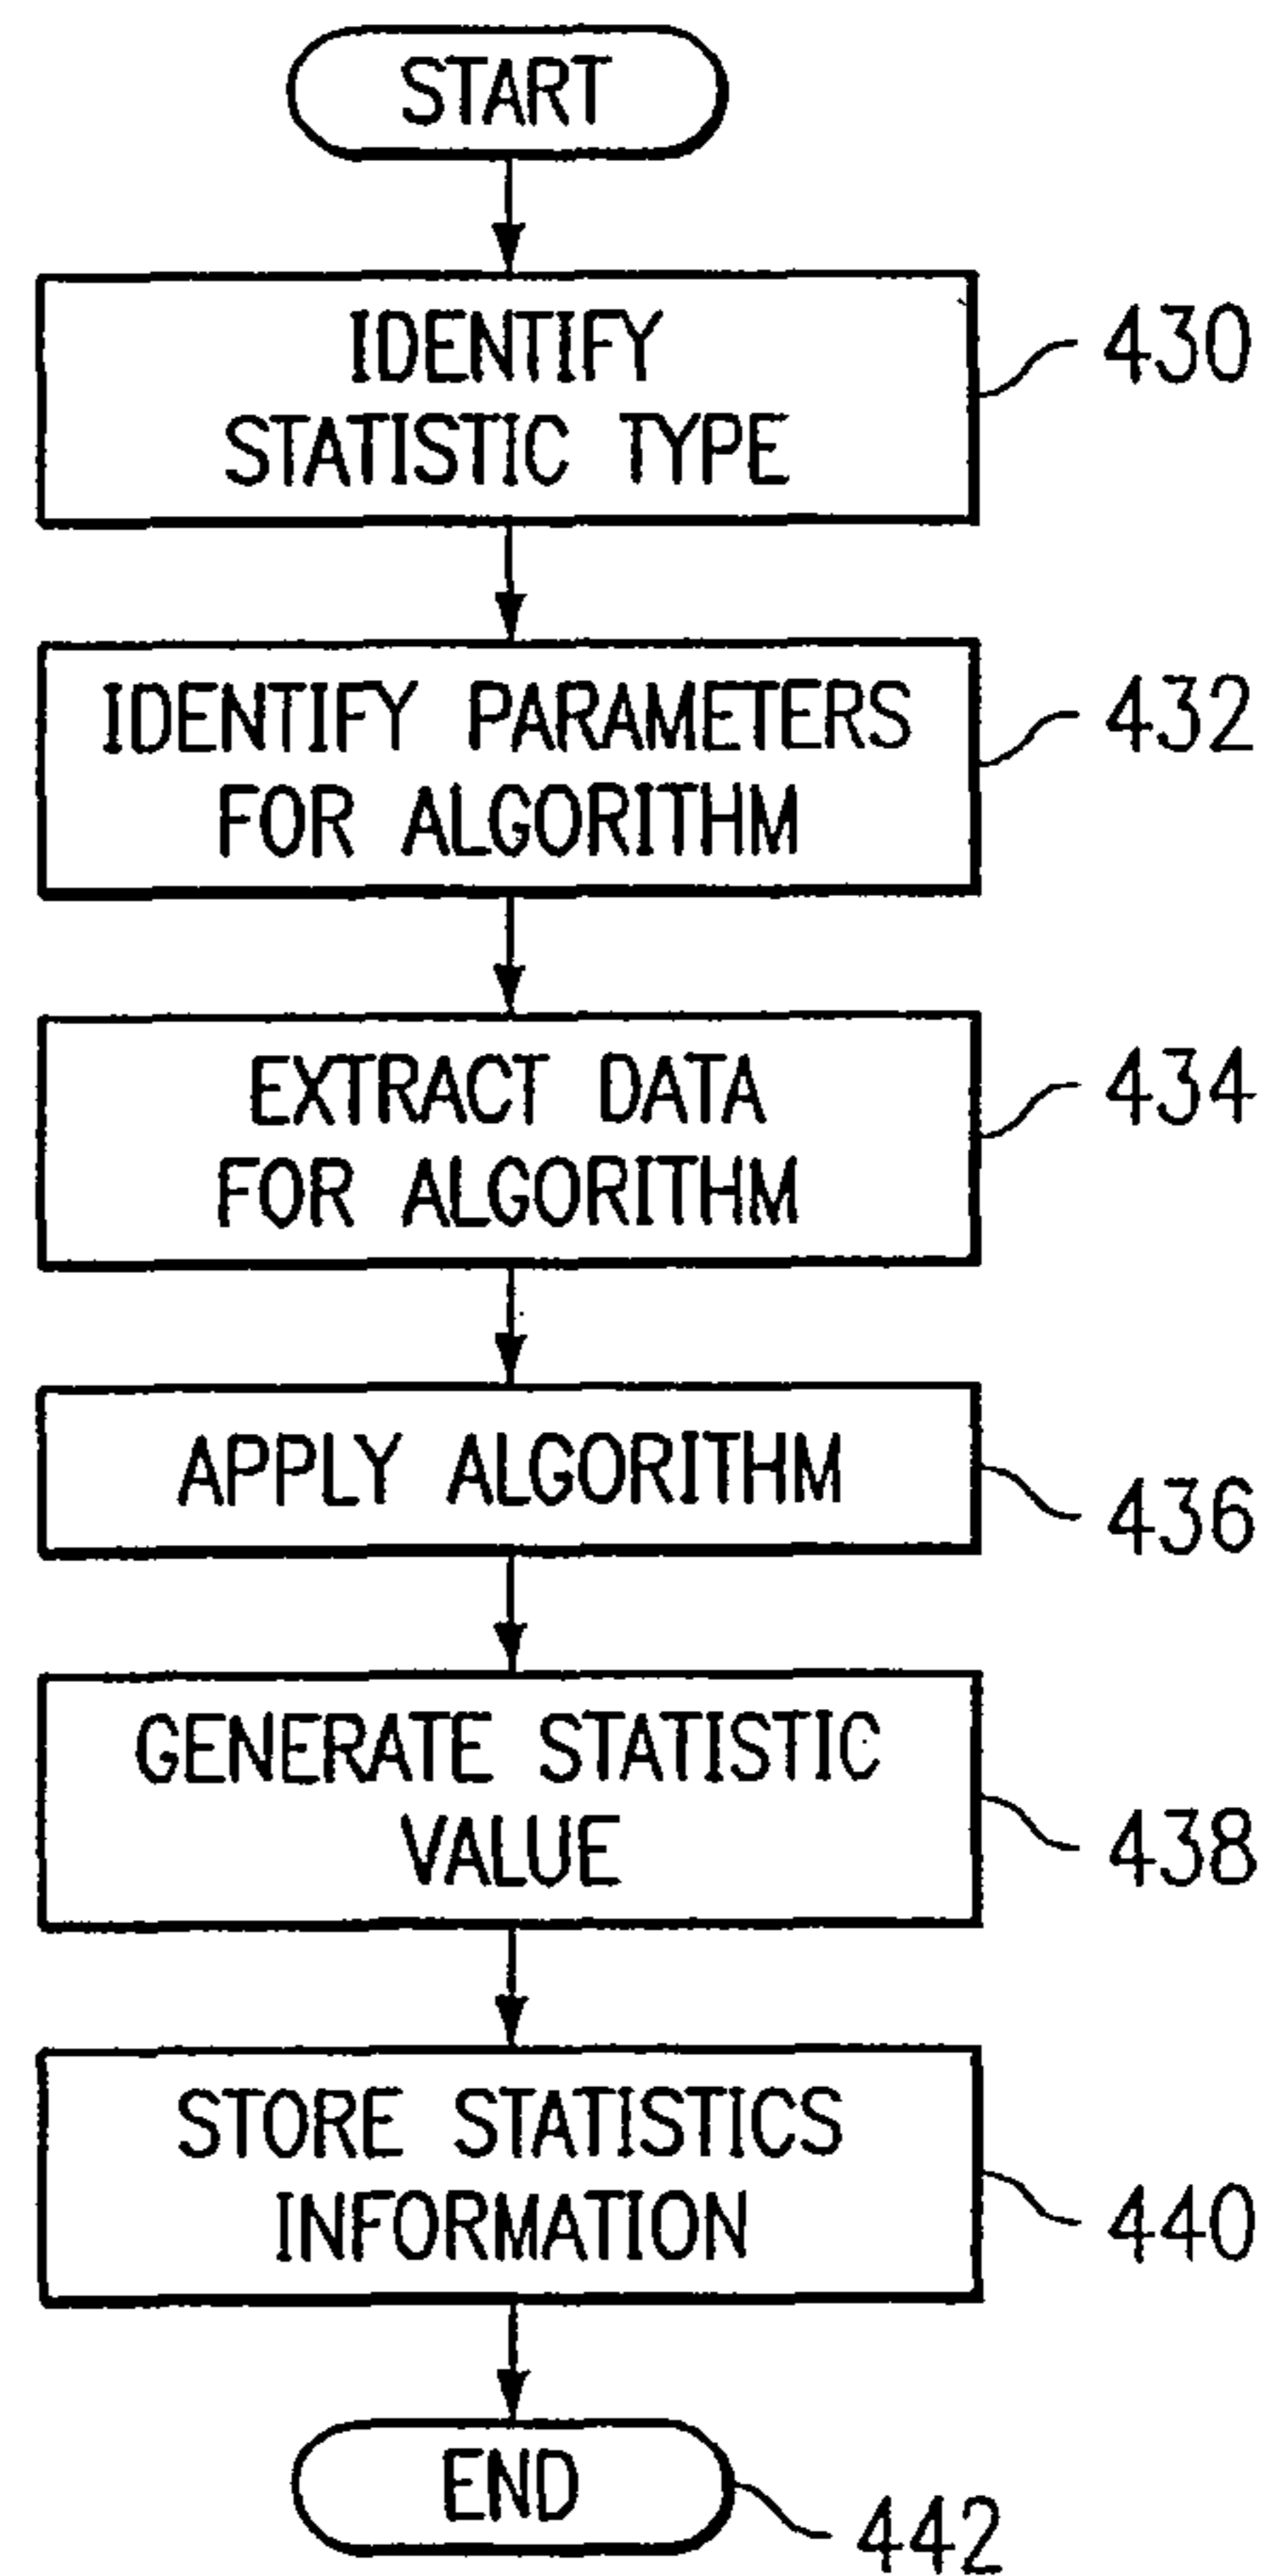 START
IDENTIFY
STATISTIC TYPE
430
IDENTIFY PARAMETERS
FOR ALGORITHM
432
EXTRACT DATA
FOR ALGORITHM
434
APPLY ALGORITHM
436
GENERATE STATISTIC
VALUE
438
STORE STATISTICS
INFORMATION
440
END
442